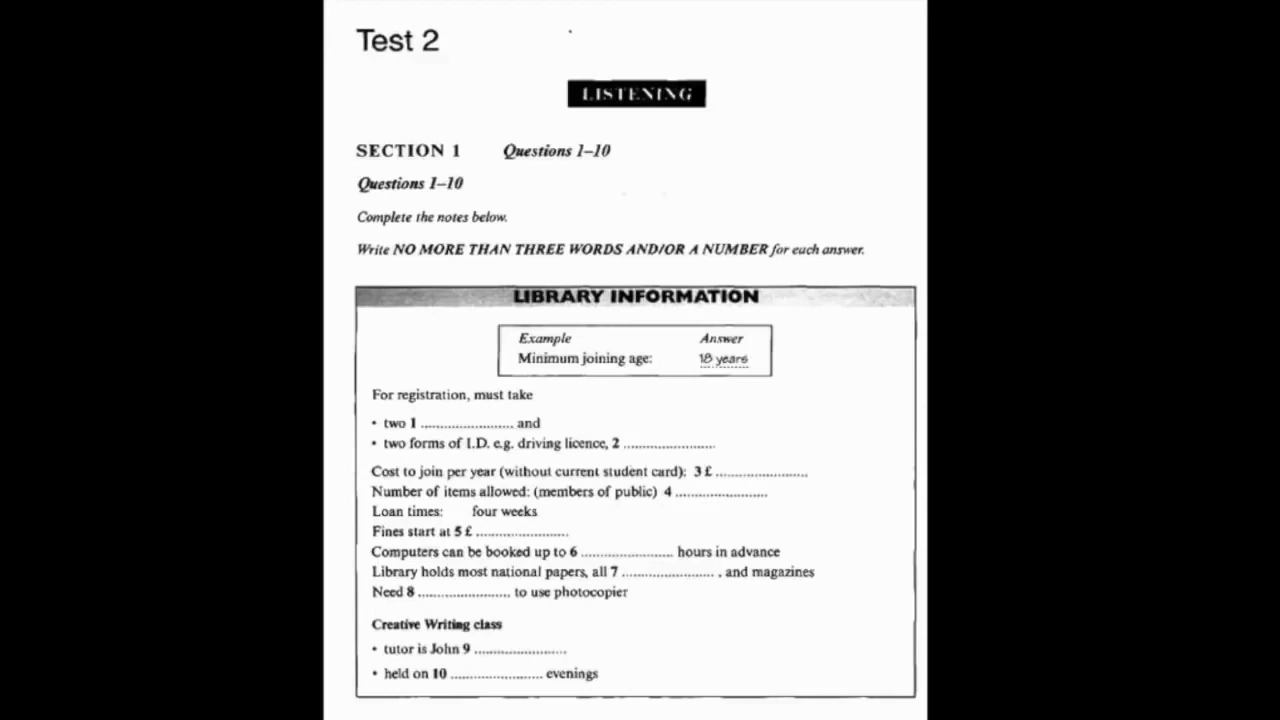 Test 2
LISTENING
SECTION 1 Questions 1–10
Questions 1–10
Complete the notes below.
Write NO MORE THAN THREE WORDS AND/OR A NUMBER for each answer.
LIBRARY INFORMATION
Example Answer
Minimum joining age: 18 years
For registration, must take
• two 1 ........................ and
• two forms of I.D. e.g. driving licence, 2 ........................
Cost to join per year (without current student card): 3 £ ........................
Number of items allowed: (members of public) 4 ........................
Loan times: four weeks
Fines start at 5 £ ........................
Computers can be booked up to 6 ........................ hours in advance
Library holds most national papers, all 7 ........................ , and magazines
Need 8 ........................ to use photocopier
Creative Writing class
• tutor is John 9 ........................
• held on 10 ........................ evenings